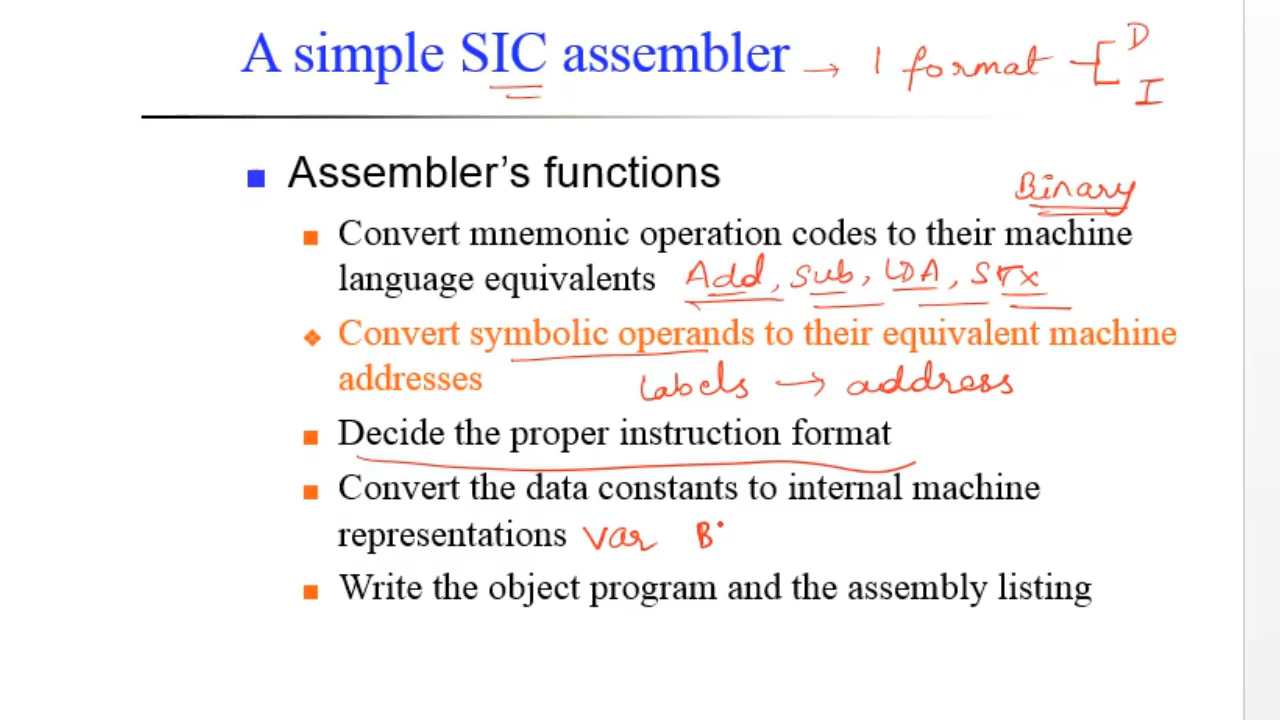 A simple SIC assembler → 1 format D
I
Assembler's functions
Binary
Convert mnemonic operation codes to their machine
language equivalents Add, Sub, LDA, STX
Convert symbolic operands to their equivalent machine
addresses labels → address
Decide the proper instruction format
Convert the data constants to internal machine
representations Var B
Write the object program and the assembly listing